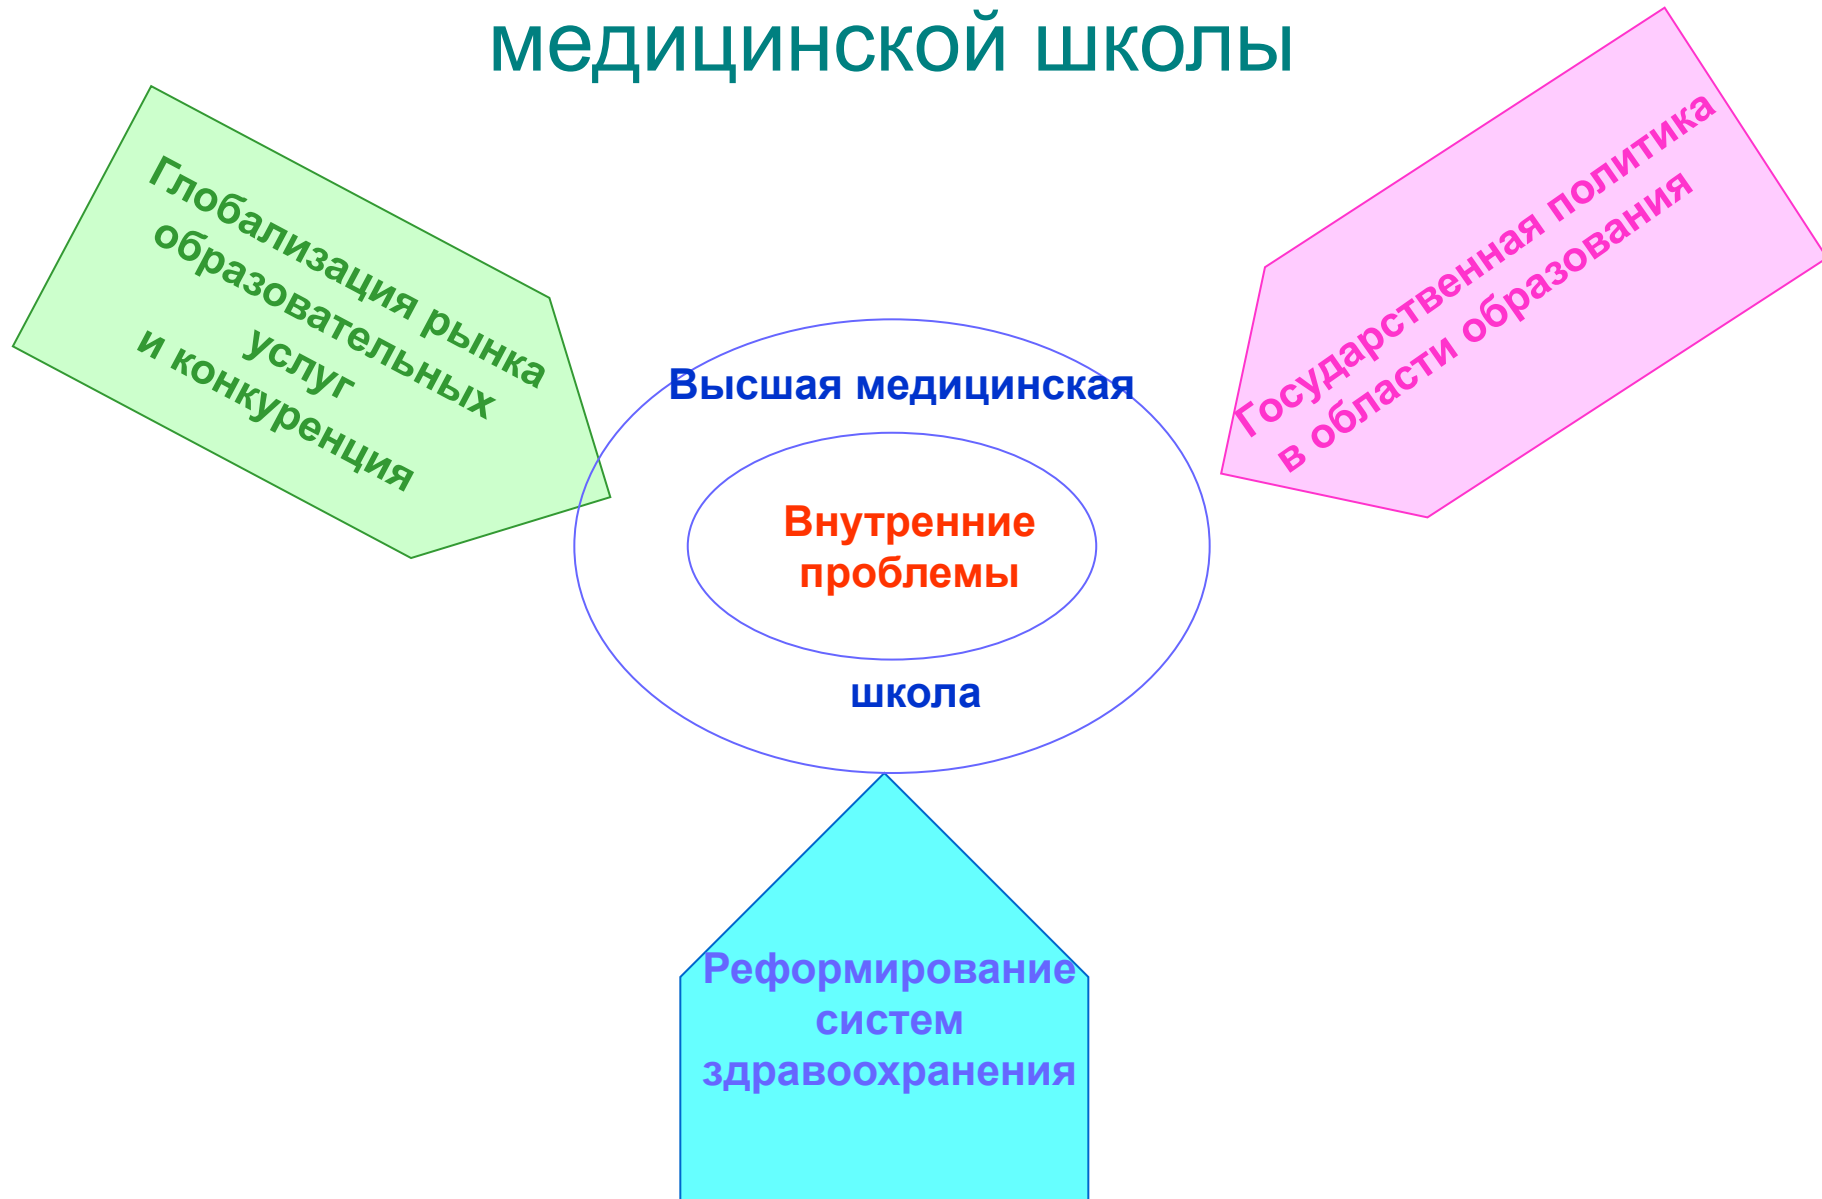 медицинской школы
Глобализация рынка
образовательных
услуг
и конкуренция
Государственная политика
в области образования
Высшая медицинская
Внутренние
проблемы
школа
Реформирование
систем
здравоохранения